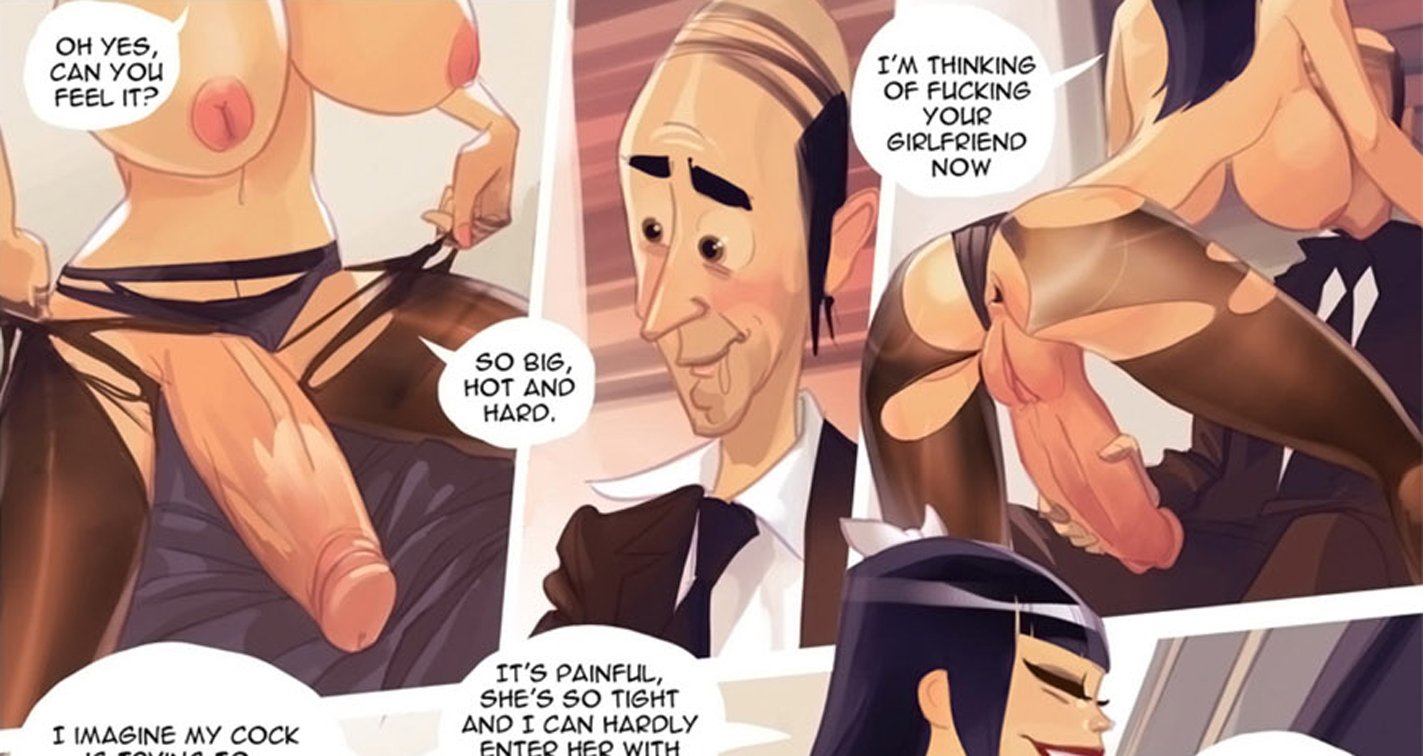 OH YES,
CAN YOU
FEEL IT?
SO BIG,
HOT AND
HARD.
I'M THINKING
OF FUCKING
YOUR
GIRLFRIEND
NOW
I IMAGINE MY COCK
IT'S PAINFUL,
SHE'S SO TIGHT
AND I CAN HARDLY
ENTER HER WITH